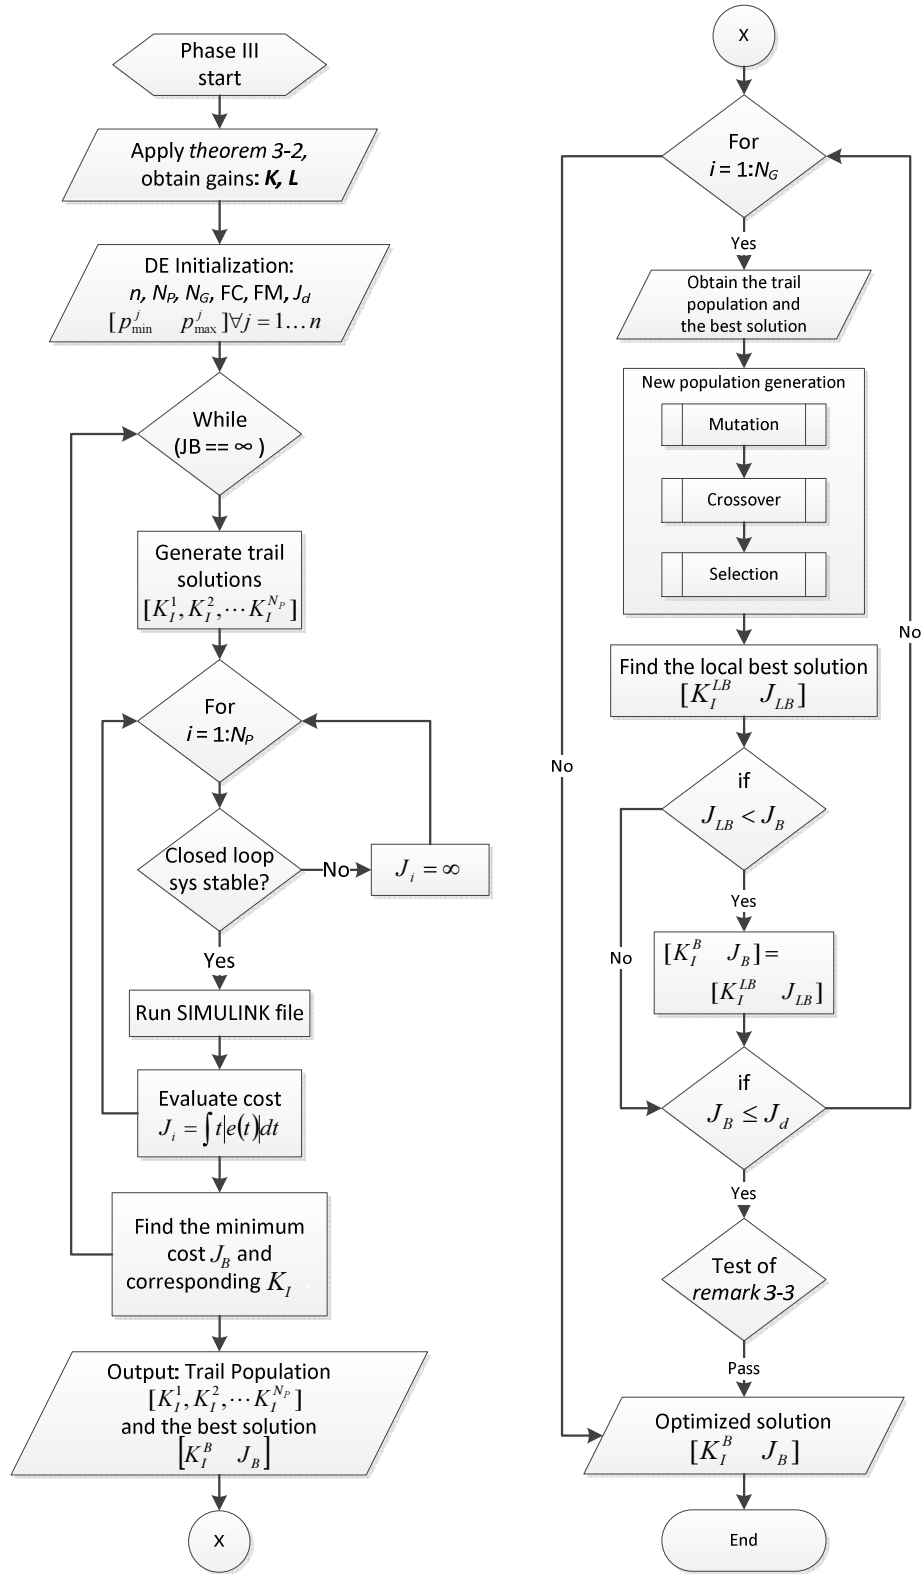 Phase III
start
Apply theorem 3-2,
obtain gains: K, L
DE Initialization:
n, N_P, N_G, FC, FM, J_d
[p^j_min p^j_max]∀j = 1…n
While
(JB == ∞ )
Generate trail
solutions
[K_I^1, K_I^2, ⋯ K_I^{N_P}]
For
i = 1:N_P
Closed loop
sys stable?
No
J_i = ∞
Yes
Run SIMULINK file
Evaluate cost
J_i = ∫ t|e(t)|dt
Find the minimum
cost J_B and
corresponding K_I
Output: Trail Population
[K_I^1, K_I^2, ⋯ K_I^{N_P}]
and the best solution
[K_I^B J_B]
X
X
For
i = 1:N_G
Yes
Obtain the trail
population and
the best solution
New population generation
Mutation
Crossover
Selection
No
Find the local best solution
[K_I^{LB} J_{LB}]
No
if
J_{LB} < J_B
Yes
No
[K_I^B J_B] =
[K_I^{LB} J_{LB}]
if
J_B ≤ J_d
Yes
Test of
remark 3-3
Pass
Optimized solution
[K_I^B J_B]
End